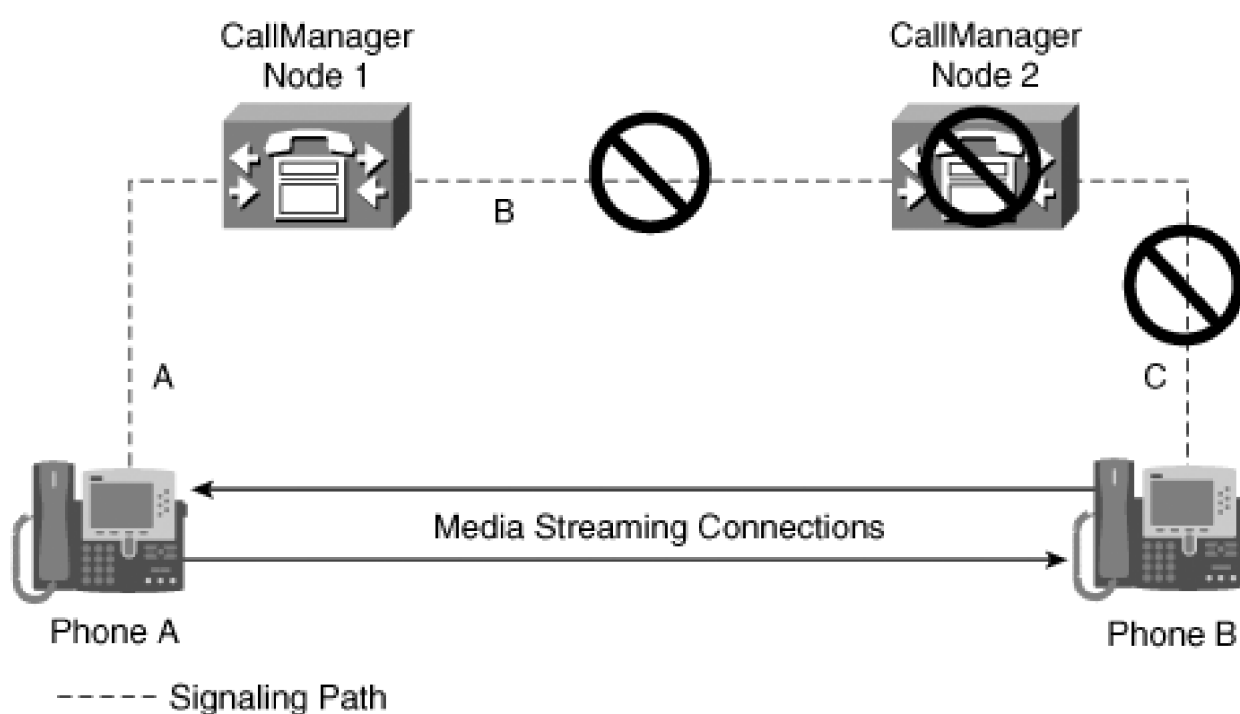 CallManager
Node 1
CallManager
Node 2
B
A
C
Media Streaming Connections
Phone A
Phone B
Signaling Path